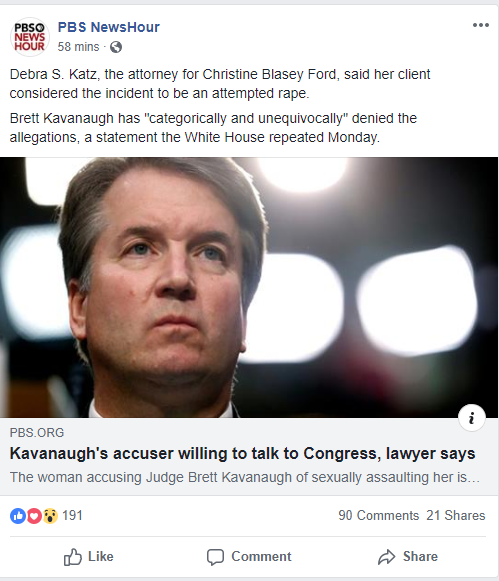 PBS
NEWS
HOUR
PBS NewsHour
58 mins ·
Debra S. Katz, the attorney for Christine Blasey Ford, said her client
considered the incident to be an attempted rape.
Brett Kavanaugh has "categorically and unequivocally" denied the
allegations, a statement the White House repeated Monday.
i
PBS.ORG
Kavanaugh's accuser willing to talk to Congress, lawyer says
The woman accusing Judge Brett Kavanaugh of sexually assaulting her is...
191
90 Comments 21 Shares
Like
Comment
Share